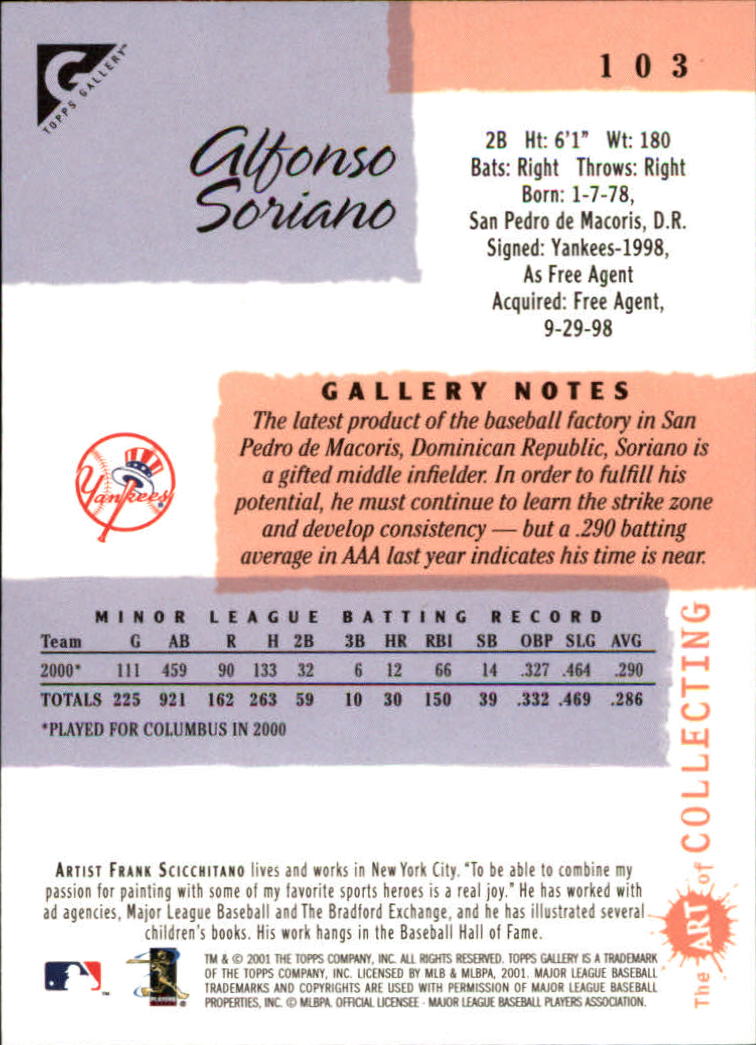 G
TOPPS GALLERY™
103
Alfonso
Soriano
2B Ht: 6'1" Wt: 180
Bats: Right Throws: Right
Born: 1-7-78,
San Pedro de Macoris, D.R.
Signed: Yankees-1998,
As Free Agent
Acquired: Free Agent,
9-29-98
GALLERY NOTES
The latest product of the baseball factory in San
Pedro de Macoris, Dominican Republic, Soriano is
a gifted middle infielder. In order to fulfill his
potential, he must continue to learn the strike zone
and develop consistency — but a .290 batting
average in AAA last year indicates his time is near.
Yankees®
MINOR LEAGUE BATTING RECORD
Team G AB R H 2B 3B HR RBI SB OBP SLG AVG
2000* 111 459 90 133 32 6 12 66 14 .327 .464 .290
TOTALS 225 921 162 263 59 10 30 150 39 .332 .469 .286
*PLAYED FOR COLUMBUS IN 2000
The ART of COLLECTING
ARTIST FRANK SCICCHITANO lives and works in New York City. "To be able to combine my
passion for painting with some of my favorite sports heroes is a real joy." He has worked with
ad agencies, Major League Baseball and The Bradford Exchange, and he has illustrated several
children's books. His work hangs in the Baseball Hall of Fame.
PLAYERS
TM & © 2001 THE TOPPS COMPANY, INC. ALL RIGHTS RESERVED. TOPPS GALLERY IS A TRADEMARK
OF THE TOPPS COMPANY, INC. LICENSED BY MLB & MLBPA, 2001. MAJOR LEAGUE BASEBALL
TRADEMARKS AND COPYRIGHTS ARE USED WITH PERMISSION OF MAJOR LEAGUE BASEBALL
PROPERTIES, INC. © MLBPA. OFFICIAL LICENSEE - MAJOR LEAGUE BASEBALL PLAYERS ASSOCIATION.